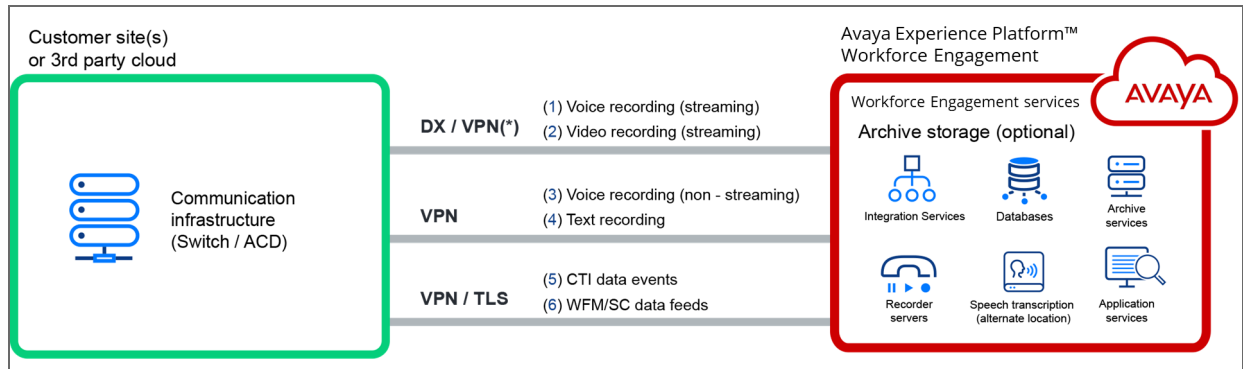 Customer site(s)
or 3rd party cloud
Communication
infrastructure
(Switch / ACD)
DX / VPN(*)
(1) Voice recording (streaming)
(2) Video recording (streaming)
VPN
(3) Voice recording (non - streaming)
(4) Text recording
VPN / TLS
(5) CTI data events
(6) WFM/SC data feeds
Avaya Experience Platform™
Workforce Engagement
AVAYA
Workforce Engagement services
Archive storage (optional)
Integration Services
Databases
Archive
services
Recorder
servers
Speech transcription
(alternate location)
Application
services